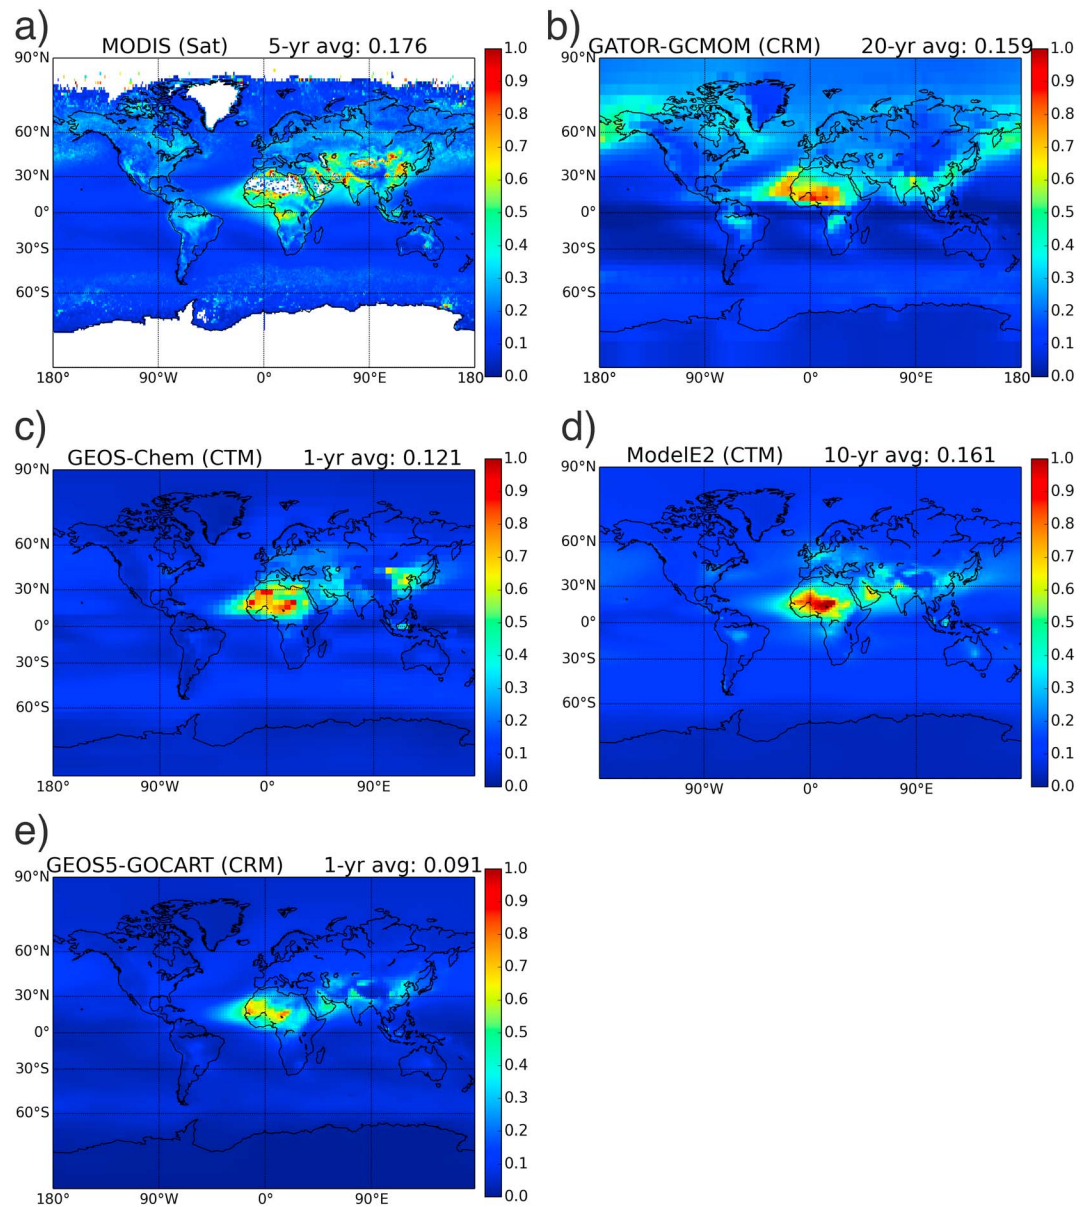 a)
MODIS (Sat) 5-yr avg: 0.176
90°N
60°N
30°N
0°
30°S
60°S
180° 90°W 0° 90°E 180
1.0
0.9
0.8
0.7
0.6
0.5
0.4
0.3
0.2
0.1
0.0
b)
GATOR-GCMOM (CRM) 20-yr avg: 0.159
90°N
60°N
30°N
0°
30°S
60°S
180° 90°W 0° 90°E 180
1.0
0.9
0.8
0.7
0.6
0.5
0.4
0.3
0.2
0.1
0.0
c)
GEOS-Chem (CTM) 1-yr avg: 0.121
90°N
60°N
30°N
0°
30°S
60°S
180° 90°W 0° 90°E
1.0
0.9
0.8
0.7
0.6
0.5
0.4
0.3
0.2
0.1
0.0
d)
ModelE2 (CTM) 10-yr avg: 0.161
90°N
60°N
30°N
0°
30°S
60°S
90°W 0° 90°E
1.0
0.9
0.8
0.7
0.6
0.5
0.4
0.3
0.2
0.1
0.0
e)
GEOS5-GOCART (CRM) 1-yr avg: 0.091
90°N
60°N
30°N
0°
30°S
60°S
180° 90°W 0° 90°E
1.0
0.9
0.8
0.7
0.6
0.5
0.4
0.3
0.2
0.1
0.0